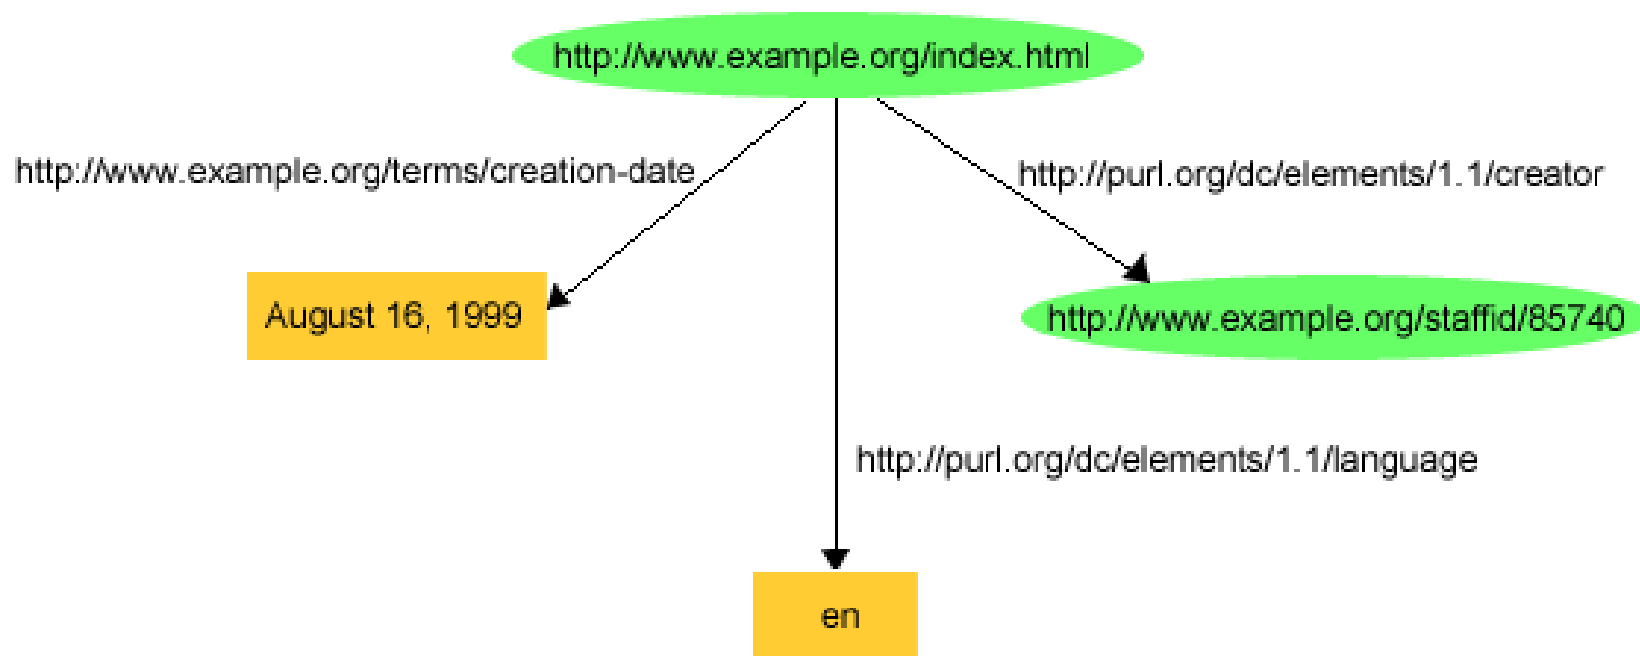 http://www.example.org/index.html
http://www.example.org/terms/creation-date
http://purl.org/dc/elements/1.1/creator
August 16, 1999
http://www.example.org/staffid/85740
http://purl.org/dc/elements/1.1/language
en